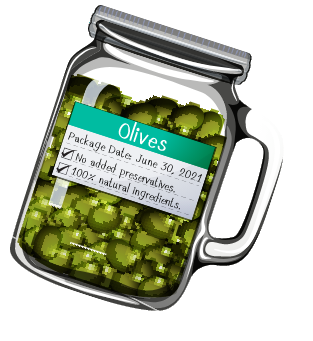 Olives
Package Date: June 30, 2021
No added preservatives.
100% natural ingredients.